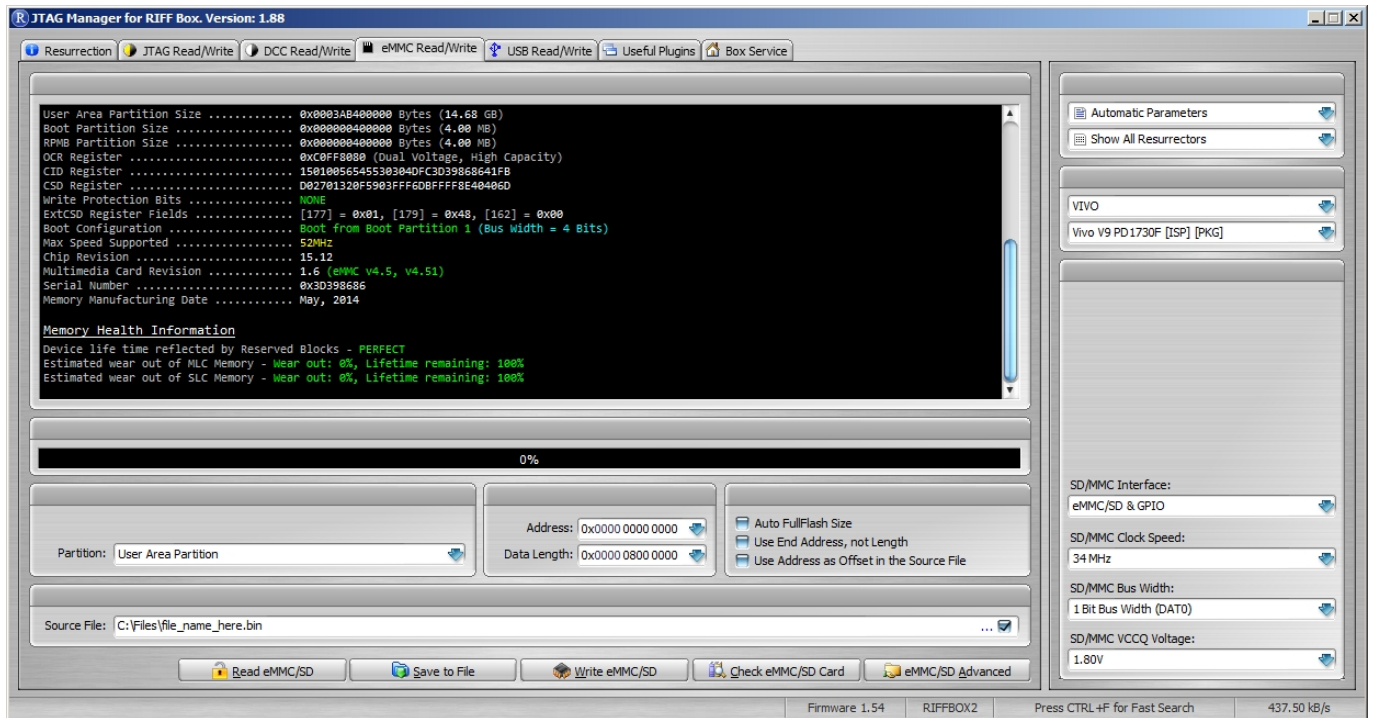 JTAG Manager for RIFF Box. Version: 1.88
Resurrection JTAG Read/Write DCC Read/Write eMMC Read/Write USB Read/Write Useful Plugins Box Service
User Area Partition Size ............. 0x0003AB400000 Bytes (14.68 GB)
Boot Partition Size .................. 0x000000400000 Bytes (4.00 MB)
RPMB Partition Size .................. 0x000000400000 Bytes (4.00 MB)
OCR Register ......................... 0xC0FF8080 (Dual Voltage, High Capacity)
CID Register ......................... 15010056545530304DFC3D39868641FB
CSD Register ......................... D02701320F5903FFF6DBFFFF8E40406D
Write Protection Bits ................ NONE
ExtCSD Register Fields ............... [177] = 0x01, [179] = 0x48, [162] = 0x00
Boot Configuration ................... Boot from Boot Partition 1 (Bus Width = 4 Bits)
Max Speed Supported .................. 52MHz
Chip Revision ........................ 15.12
Multimedia Card Revision ............. 1.6 (eMMC v4.5, v4.51)
Serial Number ........................ 0x3D398686
Memory Manufacturing Date ............ May, 2014
Memory Health Information
Device life time reflected by Reserved Blocks - PERFECT
Estimated wear out of MLC Memory - Wear out: 0%, Lifetime remaining: 100%
Estimated wear out of SLC Memory - Wear out: 0%, Lifetime remaining: 100%
0%
Partition: User Area Partition
Address: 0x0000 0000 0000
Data Length: 0x0000 0800 0000
Auto FullFlash Size
Use End Address, not Length
Use Address as Offset in the Source File
Source File: C:\Files\file_name_here.bin ...
Read eMMC/SD Save to File Write eMMC/SD Check eMMC/SD Card eMMC/SD Advanced
Automatic Parameters
Show All Resurrectors
VIVO
Vivo V9 PD1730F [ISP] [PKG]
SD/MMC Interface:
eMMC/SD & GPIO
SD/MMC Clock Speed:
34 MHz
SD/MMC Bus Width:
1 Bit Bus Width (DAT0)
SD/MMC VCCQ Voltage:
1.80V
Firmware 1.54 RIFFBOX2 Press CTRL+F for Fast Search 437.50 kB/s